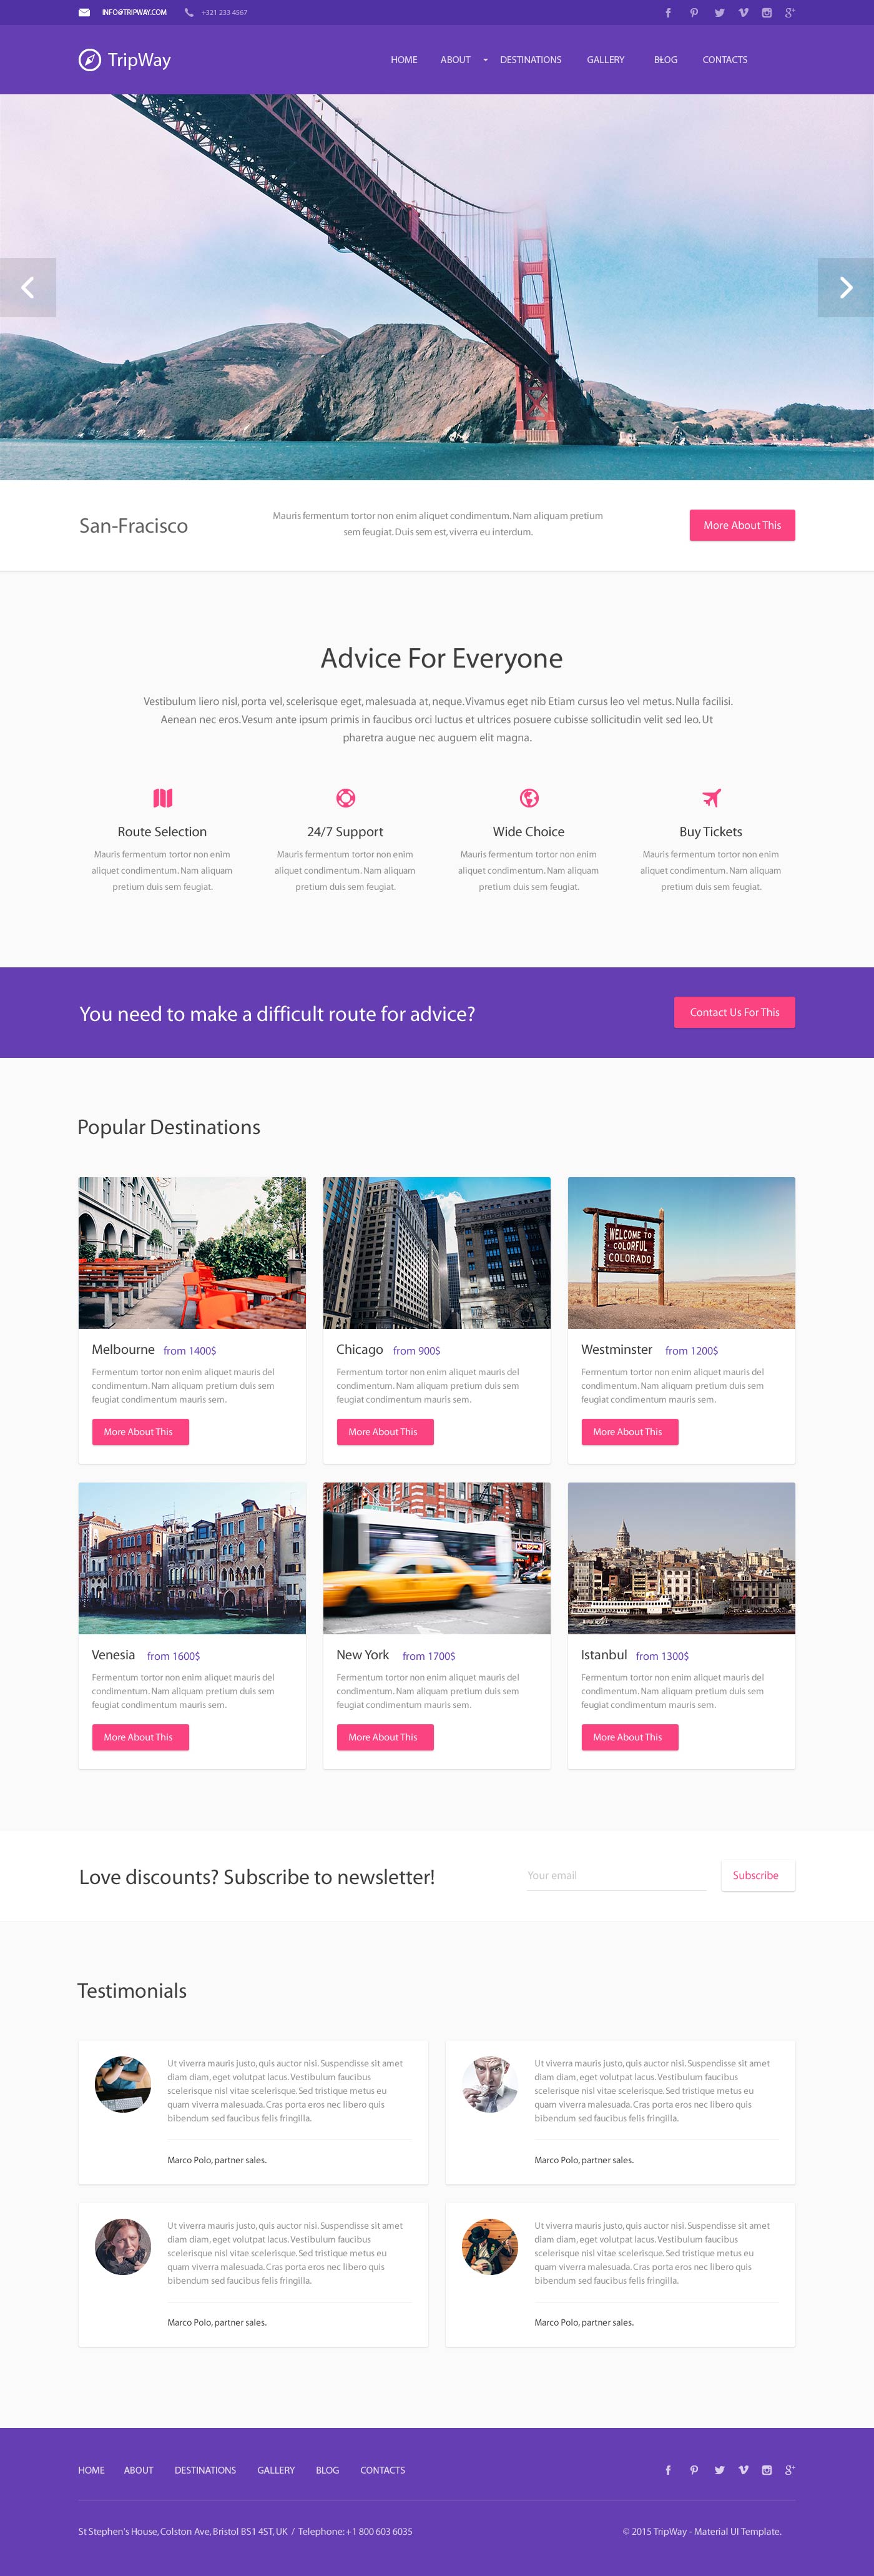 INFO@TRIPWAY.COM +321 233 4567
TripWay
HOME ABOUT DESTINATIONS GALLERY BLOG CONTACTS
San-Fracisco
Mauris fermentum tortor non enim aliquet condimentum. Nam aliquam pretium
sem feugiat. Duis sem est, viverra eu interdum.
More About This
Advice For Everyone
Vestibulum liero nisl, porta vel, scelerisque eget, malesuada at, neque. Vivamus eget nib Etiam cursus leo vel metus. Nulla facilisi.
Aenean nec eros. Vesum ante ipsum primis in faucibus orci luctus et ultrices posuere cubisse sollicitudin velit sed leo. Ut
pharetra augue nec auguem elit magna.
Route Selection
Mauris fermentum tortor non enim
aliquet condimentum. Nam aliquam
pretium duis sem feugiat.
24/7 Support
Mauris fermentum tortor non enim
aliquet condimentum. Nam aliquam
pretium duis sem feugiat.
Wide Choice
Mauris fermentum tortor non enim
aliquet condimentum. Nam aliquam
pretium duis sem feugiat.
Buy Tickets
Mauris fermentum tortor non enim
aliquet condimentum. Nam aliquam
pretium duis sem feugiat.
You need to make a difficult route for advice?
Contact Us For This
Popular Destinations
Melbourne from 1400$
Fermentum tortor non enim aliquet mauris del
condimentum. Nam aliquam pretium duis sem
feugiat condimentum mauris sem.
More About This
Chicago from 900$
Fermentum tortor non enim aliquet mauris del
condimentum. Nam aliquam pretium duis sem
feugiat condimentum mauris sem.
More About This
WELCOME TO
COLORFUL
COLORADO
Westminster from 1200$
Fermentum tortor non enim aliquet mauris del
condimentum. Nam aliquam pretium duis sem
feugiat condimentum mauris sem.
More About This
Venesia from 1600$
Fermentum tortor non enim aliquet mauris del
condimentum. Nam aliquam pretium duis sem
feugiat condimentum mauris sem.
More About This
New York from 1700$
Fermentum tortor non enim aliquet mauris del
condimentum. Nam aliquam pretium duis sem
feugiat condimentum mauris sem.
More About This
Istanbul from 1300$
Fermentum tortor non enim aliquet mauris del
condimentum. Nam aliquam pretium duis sem
feugiat condimentum mauris sem.
More About This
Love discounts? Subscribe to newsletter!
Your email
Subscribe
Testimonials
Ut viverra mauris justo, quis auctor nisi. Suspendisse sit amet
diam diam, eget volutpat lacus. Vestibulum faucibus
scelerisque nisl vitae scelerisque. Sed tristique metus eu
quam viverra malesuada. Cras porta eros nec libero quis
bibendum sed faucibus felis fringilla.
Marco Polo, partner sales.
Ut viverra mauris justo, quis auctor nisi. Suspendisse sit amet
diam diam, eget volutpat lacus. Vestibulum faucibus
scelerisque nisl vitae scelerisque. Sed tristique metus eu
quam viverra malesuada. Cras porta eros nec libero quis
bibendum sed faucibus felis fringilla.
Marco Polo, partner sales.
Ut viverra mauris justo, quis auctor nisi. Suspendisse sit amet
diam diam, eget volutpat lacus. Vestibulum faucibus
scelerisque nisl vitae scelerisque. Sed tristique metus eu
quam viverra malesuada. Cras porta eros nec libero quis
bibendum sed faucibus felis fringilla.
Marco Polo, partner sales.
Ut viverra mauris justo, quis auctor nisi. Suspendisse sit amet
diam diam, eget volutpat lacus. Vestibulum faucibus
scelerisque nisl vitae scelerisque. Sed tristique metus eu
quam viverra malesuada. Cras porta eros nec libero quis
bibendum sed faucibus felis fringilla.
Marco Polo, partner sales.
HOME ABOUT DESTINATIONS GALLERY BLOG CONTACTS
St Stephen's House, Colston Ave, Bristol BS1 4ST, UK / Telephone: +1 800 603 6035
© 2015 TripWay - Material UI Template.